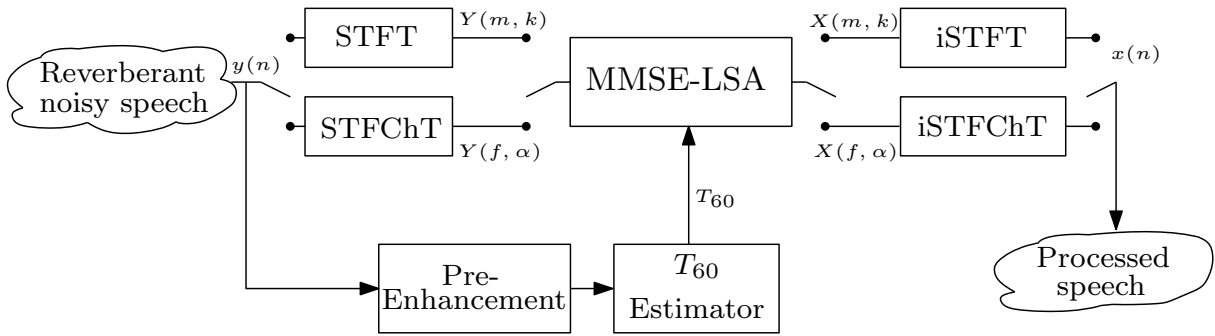 Reverberant
noisy speech
y(n)
STFT
Y(m, k)
STFChT
Y(f, α)
MMSE-LSA
X(m, k)
iSTFT
X(f, α)
iSTFChT
x(n)
T₆₀
Pre-
Enhancement
T₆₀
Estimator
Processed
speech